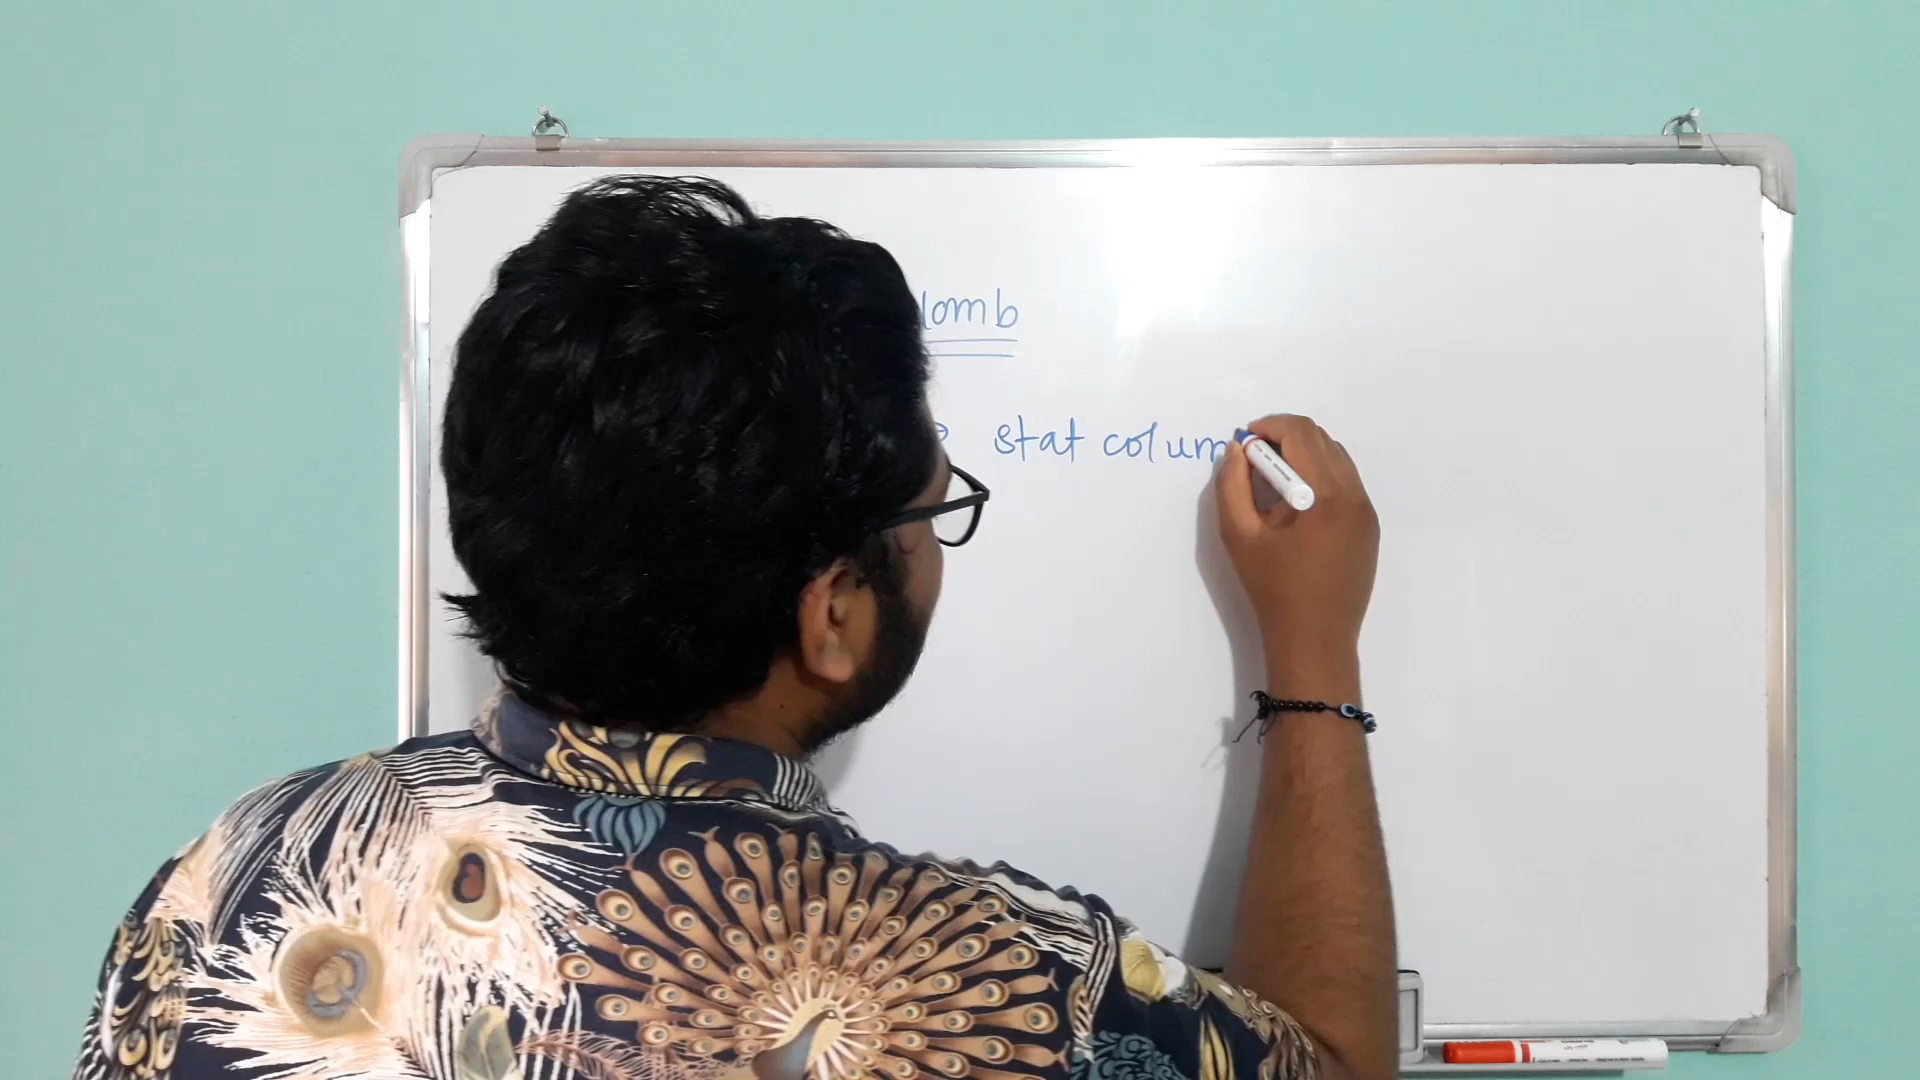 lomb
→ stat colum